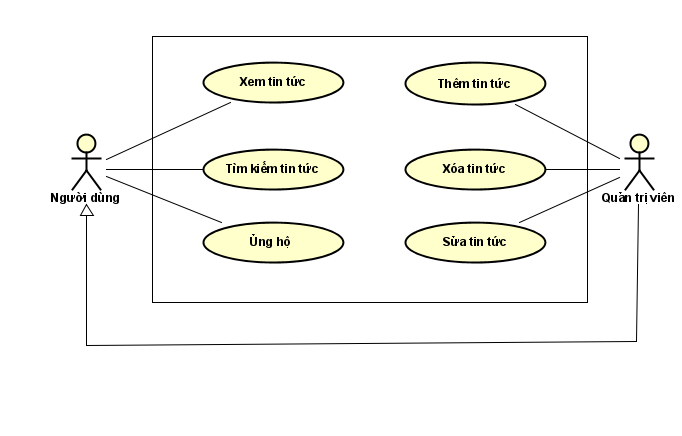 Xem tin tức
Thêm tin tức
Tìm kiếm tin tức
Xóa tin tức
Người dùng
Quản trị viên
Ủng hộ
Sửa tin tức